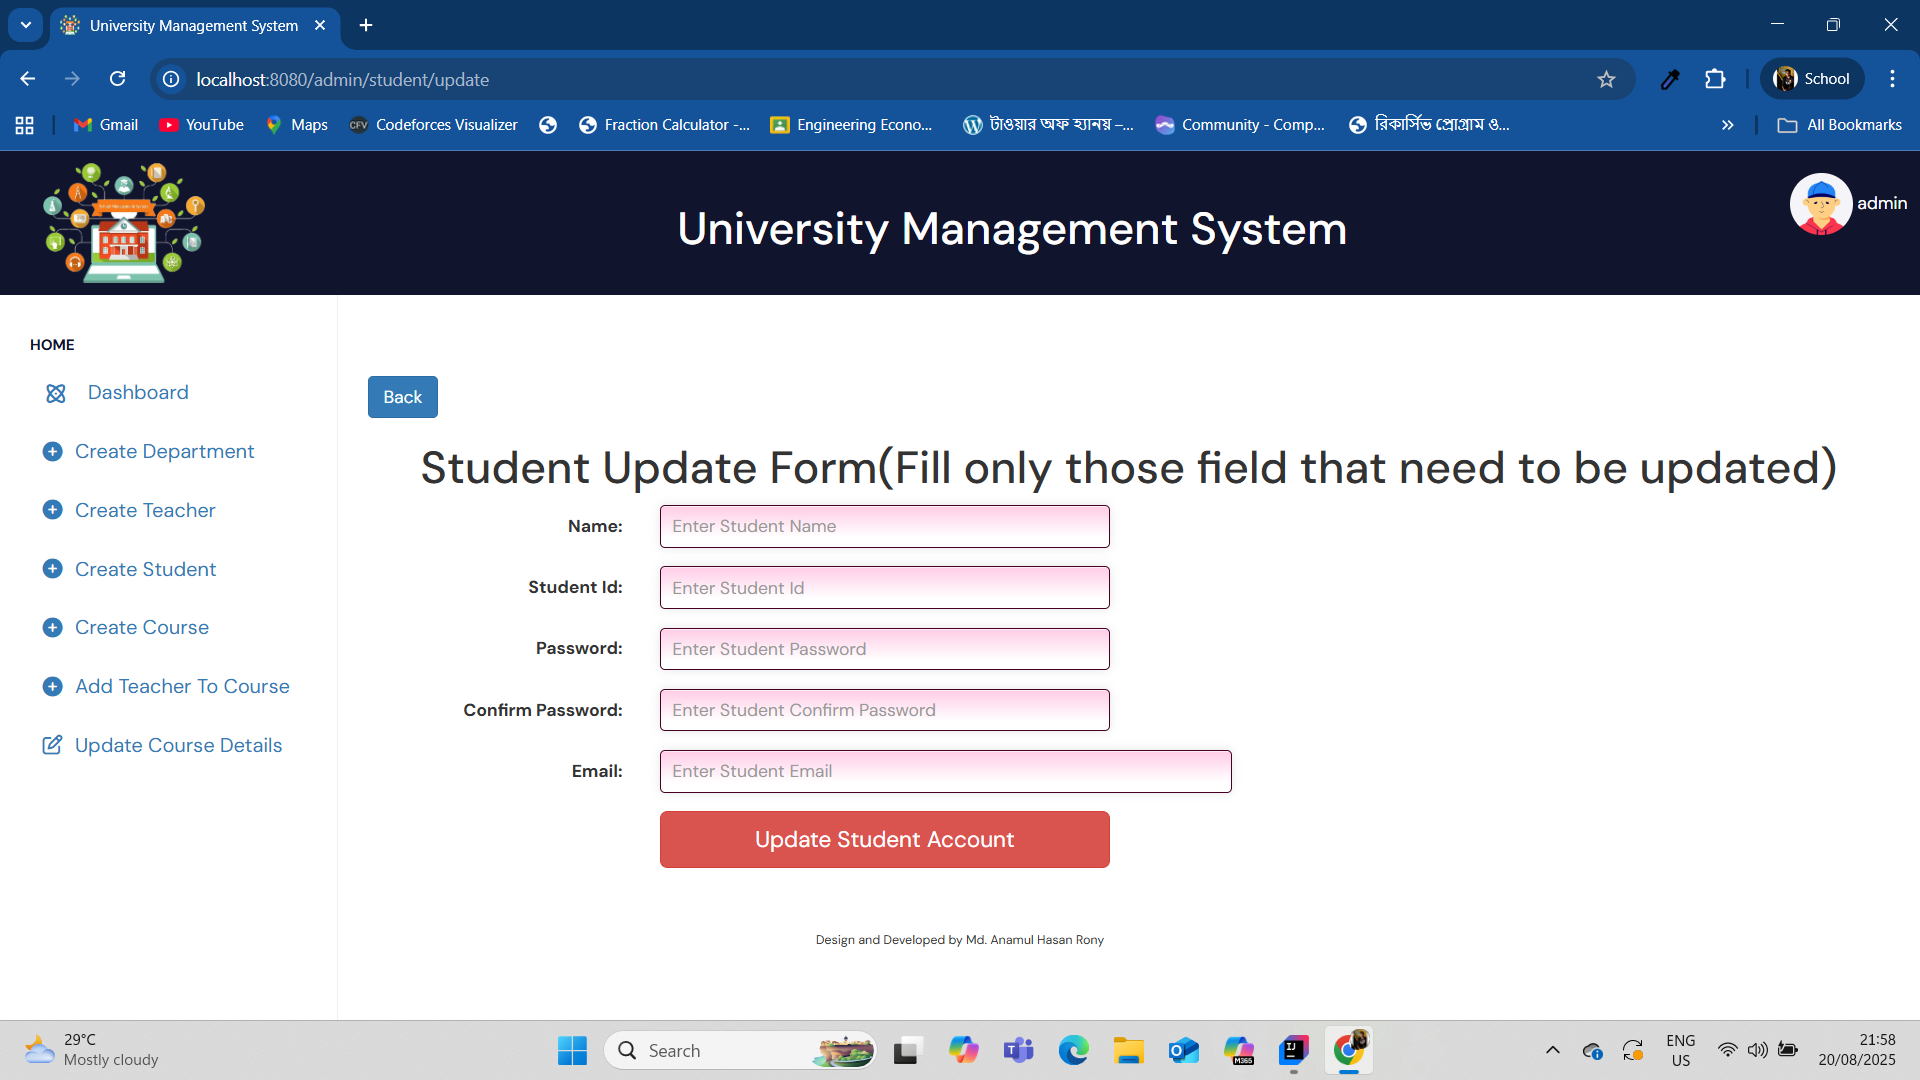 University Management System
localhost:8080/admin/student/update
School
Gmail
YouTube
Maps
CFV
Codeforces Visualizer
Fraction Calculator -...
Engineering Econo...
টাওয়ার অফ হ্যানয় –...
Community - Comp...
রিকার্সিভ প্রোগ্রাম ও...
All Bookmarks
University Management System
admin
HOME
Dashboard
Create Department
Create Teacher
Create Student
Create Course
Add Teacher To Course
Update Course Details
Back
Student Update Form(Fill only those field that need to be updated)
Name:
Enter Student Name
Student Id:
Enter Student Id
Password:
Enter Student Password
Confirm Password:
Enter Student Confirm Password
Email:
Enter Student Email
Update Student Account
Design and Developed by Md. Anamul Hasan Rony
29°C
Mostly cloudy
Search
M365
IJ
ENG
US
21:58
20/08/2025